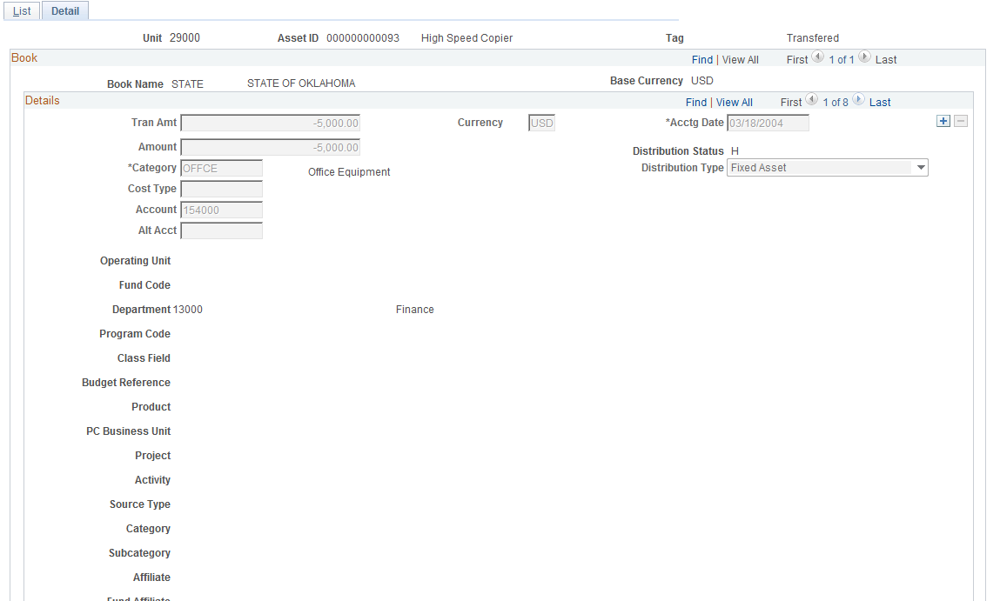 List Detail
Unit 29000 Asset ID 000000000093 High Speed Copier Tag Transfered
Book Find | View All First 1 of 1 Last
Book Name STATE STATE OF OKLAHOMA Base Currency USD
Details Find | View All First 1 of 8 Last
Tran Amt -5,000.00 Currency USD *Acctg Date 03/18/2004
Amount -5,000.00 Distribution Status H
*Category OFFCE Office Equipment Distribution Type Fixed Asset
Cost Type
Account 154000
Alt Acct
Operating Unit
Fund Code
Department 13000 Finance
Program Code
Class Field
Budget Reference
Product
PC Business Unit
Project
Activity
Source Type
Category
Subcategory
Affiliate
Fund Affiliate